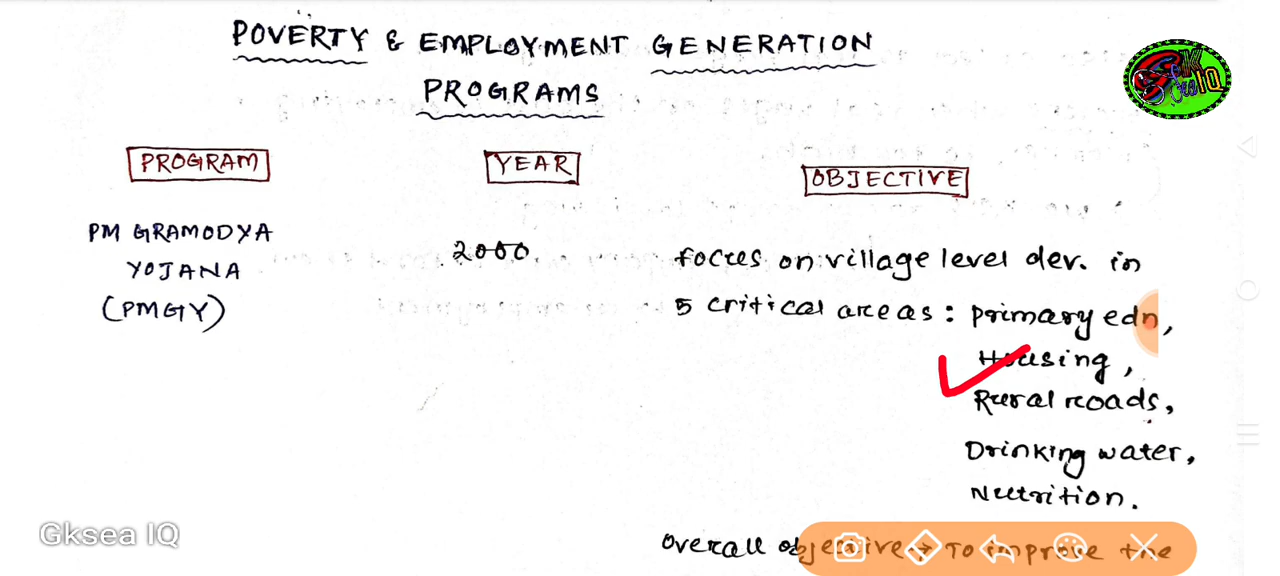 POVERTY & EMPLOYMENT GENERATION
PROGRAMS
PROGRAM
YEAR
OBJECTIVE
PM GRAMODYA
YOJANA
(PMGY)
2000
focus on village level dev. in
5 critical areas : primary edn,
Housing,
Rural roads,
Drinking water,
Nutrition.
overall objective → To improve the
Gksea IQ